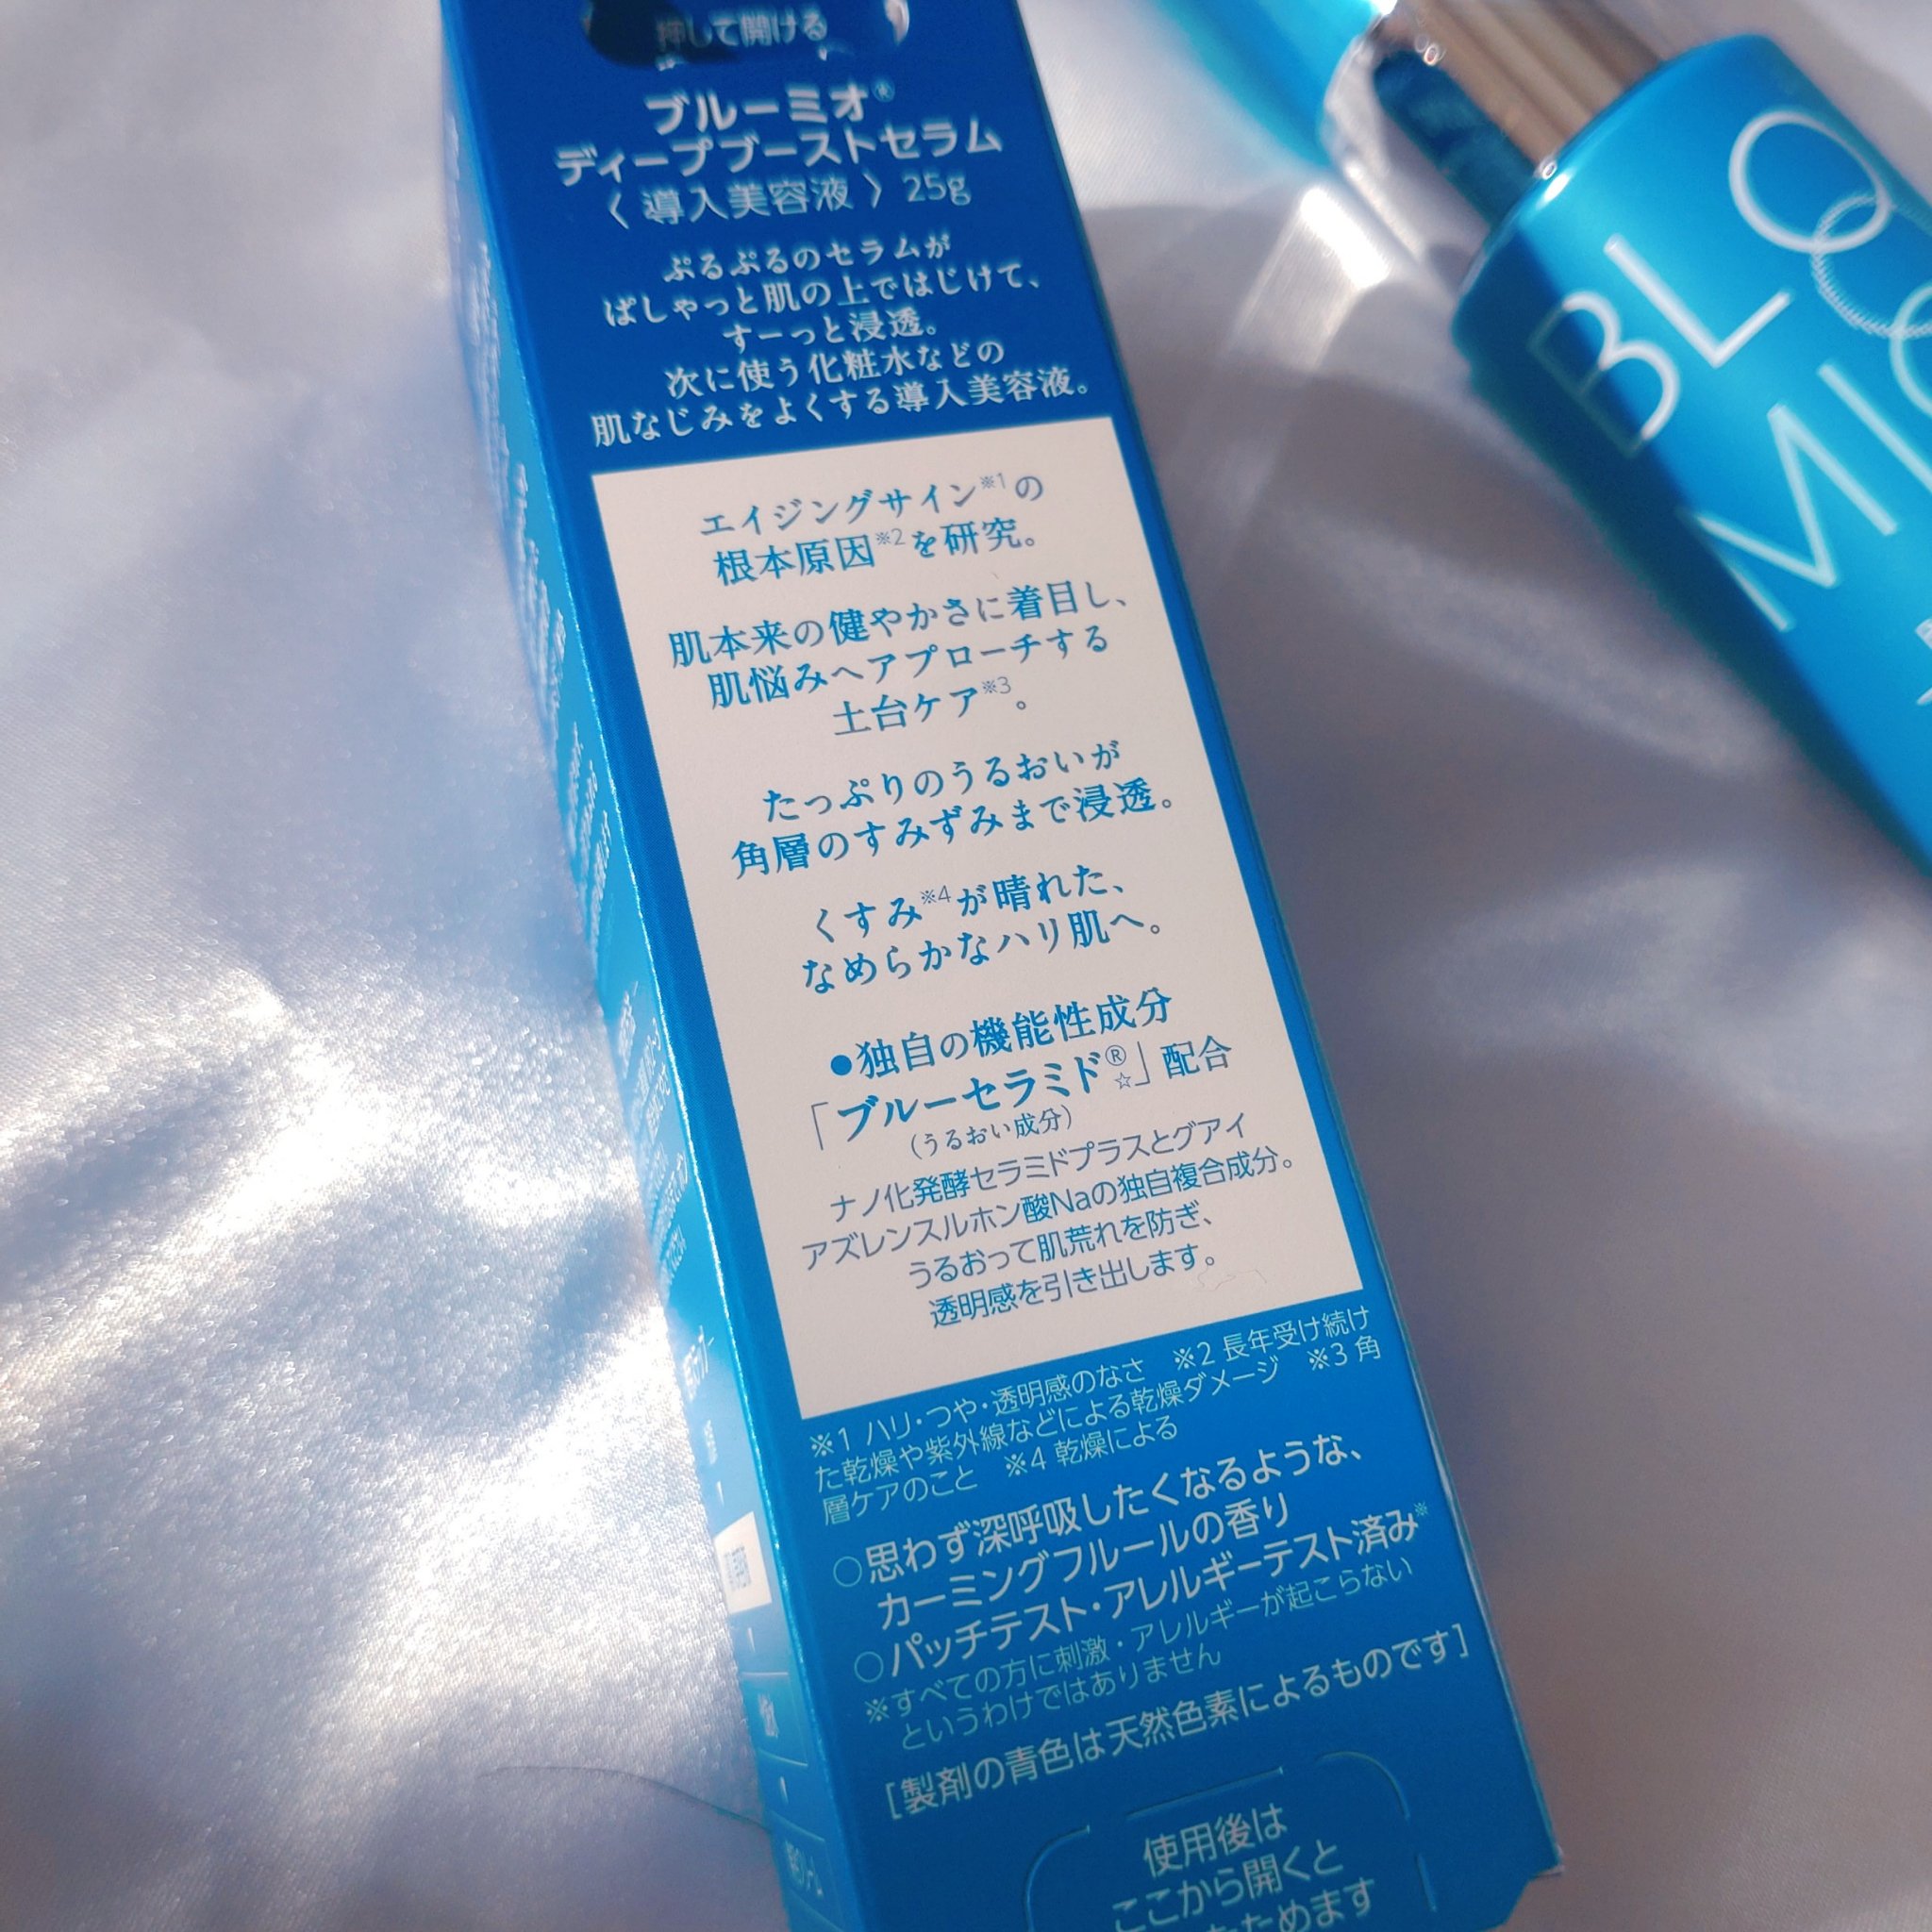 押して開ける
ブルーミオ®
ディープブーストセラム
〈 導入美容液 〉 25g
ぷるぷるのセラムが
ぱしゃっと肌の上ではじけて、
すーっと浸透。
次に使う化粧水などの
肌なじみをよくする導入美容液。
エイジングサイン※1の
根本原因※2を研究。
肌本来の健やかさに着目し、
肌悩みへアプローチする
土台ケア※3。
たっぷりのうるおいが
角層のすみずみまで浸透。
くすみ※4が晴れた、
なめらかなハリ肌へ。
●独自の機能性成分
「ブルーセラミド®☆」配合
(うるおい成分)
ナノ化発酵セラミドプラスとグアイ
アズレンスルホン酸Naの独自複合成分。
うるおって肌荒れを防ぎ、
透明感を引き出します。
※1 ハリ・つや・透明感のなさ ※2 長年受け続け
た乾燥や紫外線などによる乾燥ダメージ ※3 角
層ケアのこと ※4 乾燥による
○思わず深呼吸したくなるような、
カーミングフルールの香り
○パッチテスト・アレルギーテスト済み※
※すべての方に刺激・アレルギーが起こらない
というわけではありません
[製剤の青色は天然色素によるものです]
使用後は
ここから開くと
たためます
BLO
MIO